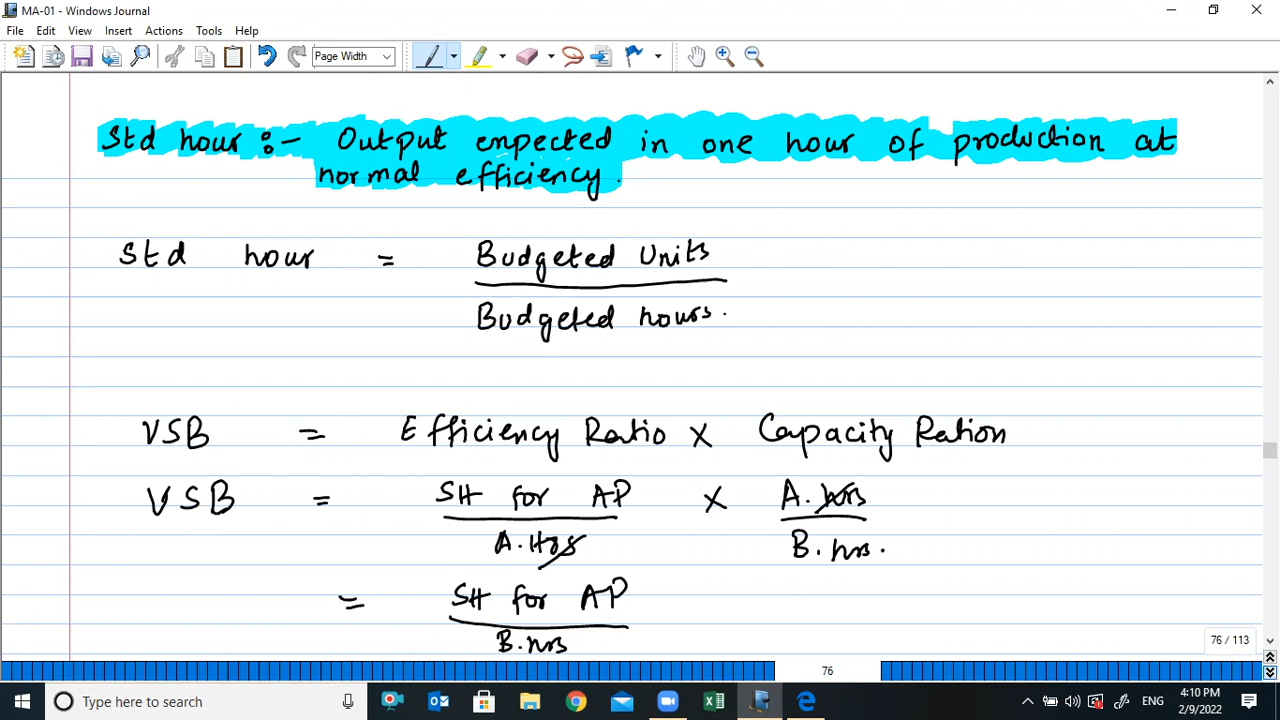 MA-01 - Windows Journal
File Edit View Insert Actions Tools Help
Page Width
Std hour :- Output enpected in one hour of production at
normal efficiency.
Std hour = Budgeted Units
Budgeted hours.
VSB = Efficiency Ratio X Capacity Ration
VSB = SH for AP X A. hrs
A. Hrs B. hrs.
= SH for AP
B. hrs
76 / 113
76
Type here to search
ENG
4:10 PM
2/9/2022